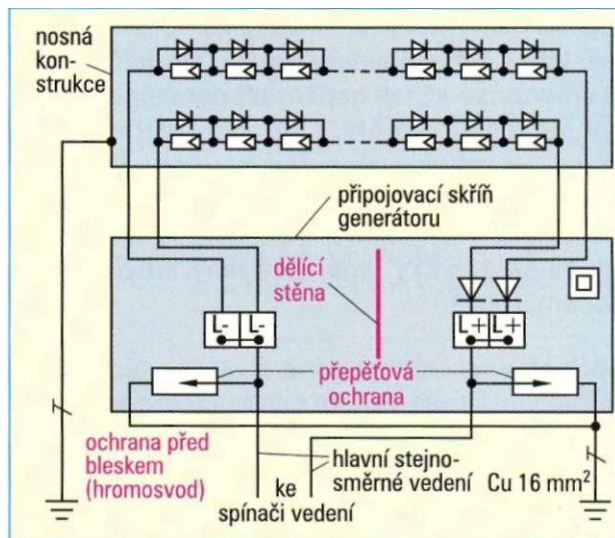 nosná
kon-
strukce
připojovací skříň
generátoru
dělící
stěna
L- L-
L+ L+
přepěťová
ochrana
ochrana před
bleskem
(hromosvod)
hlavní stejno-
směrné vedení
Cu 16 mm²
ke
spínači vedení